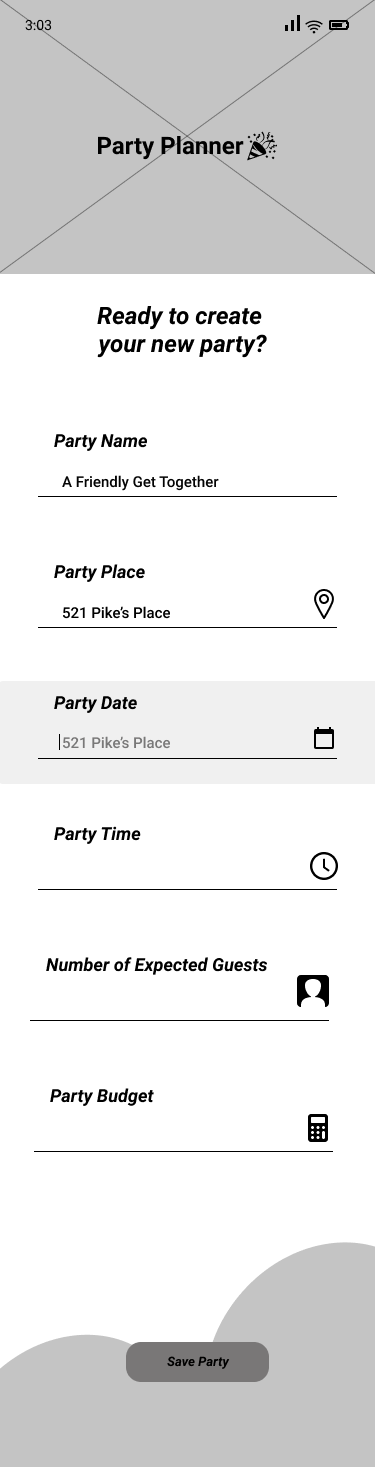 3:03
Party Planner
Ready to create
your new party?
Party Name
A Friendly Get Together
Party Place
521 Pike’s Place
Party Date
521 Pike’s Place
Party Time
Number of Expected Guests
Party Budget
Save Party